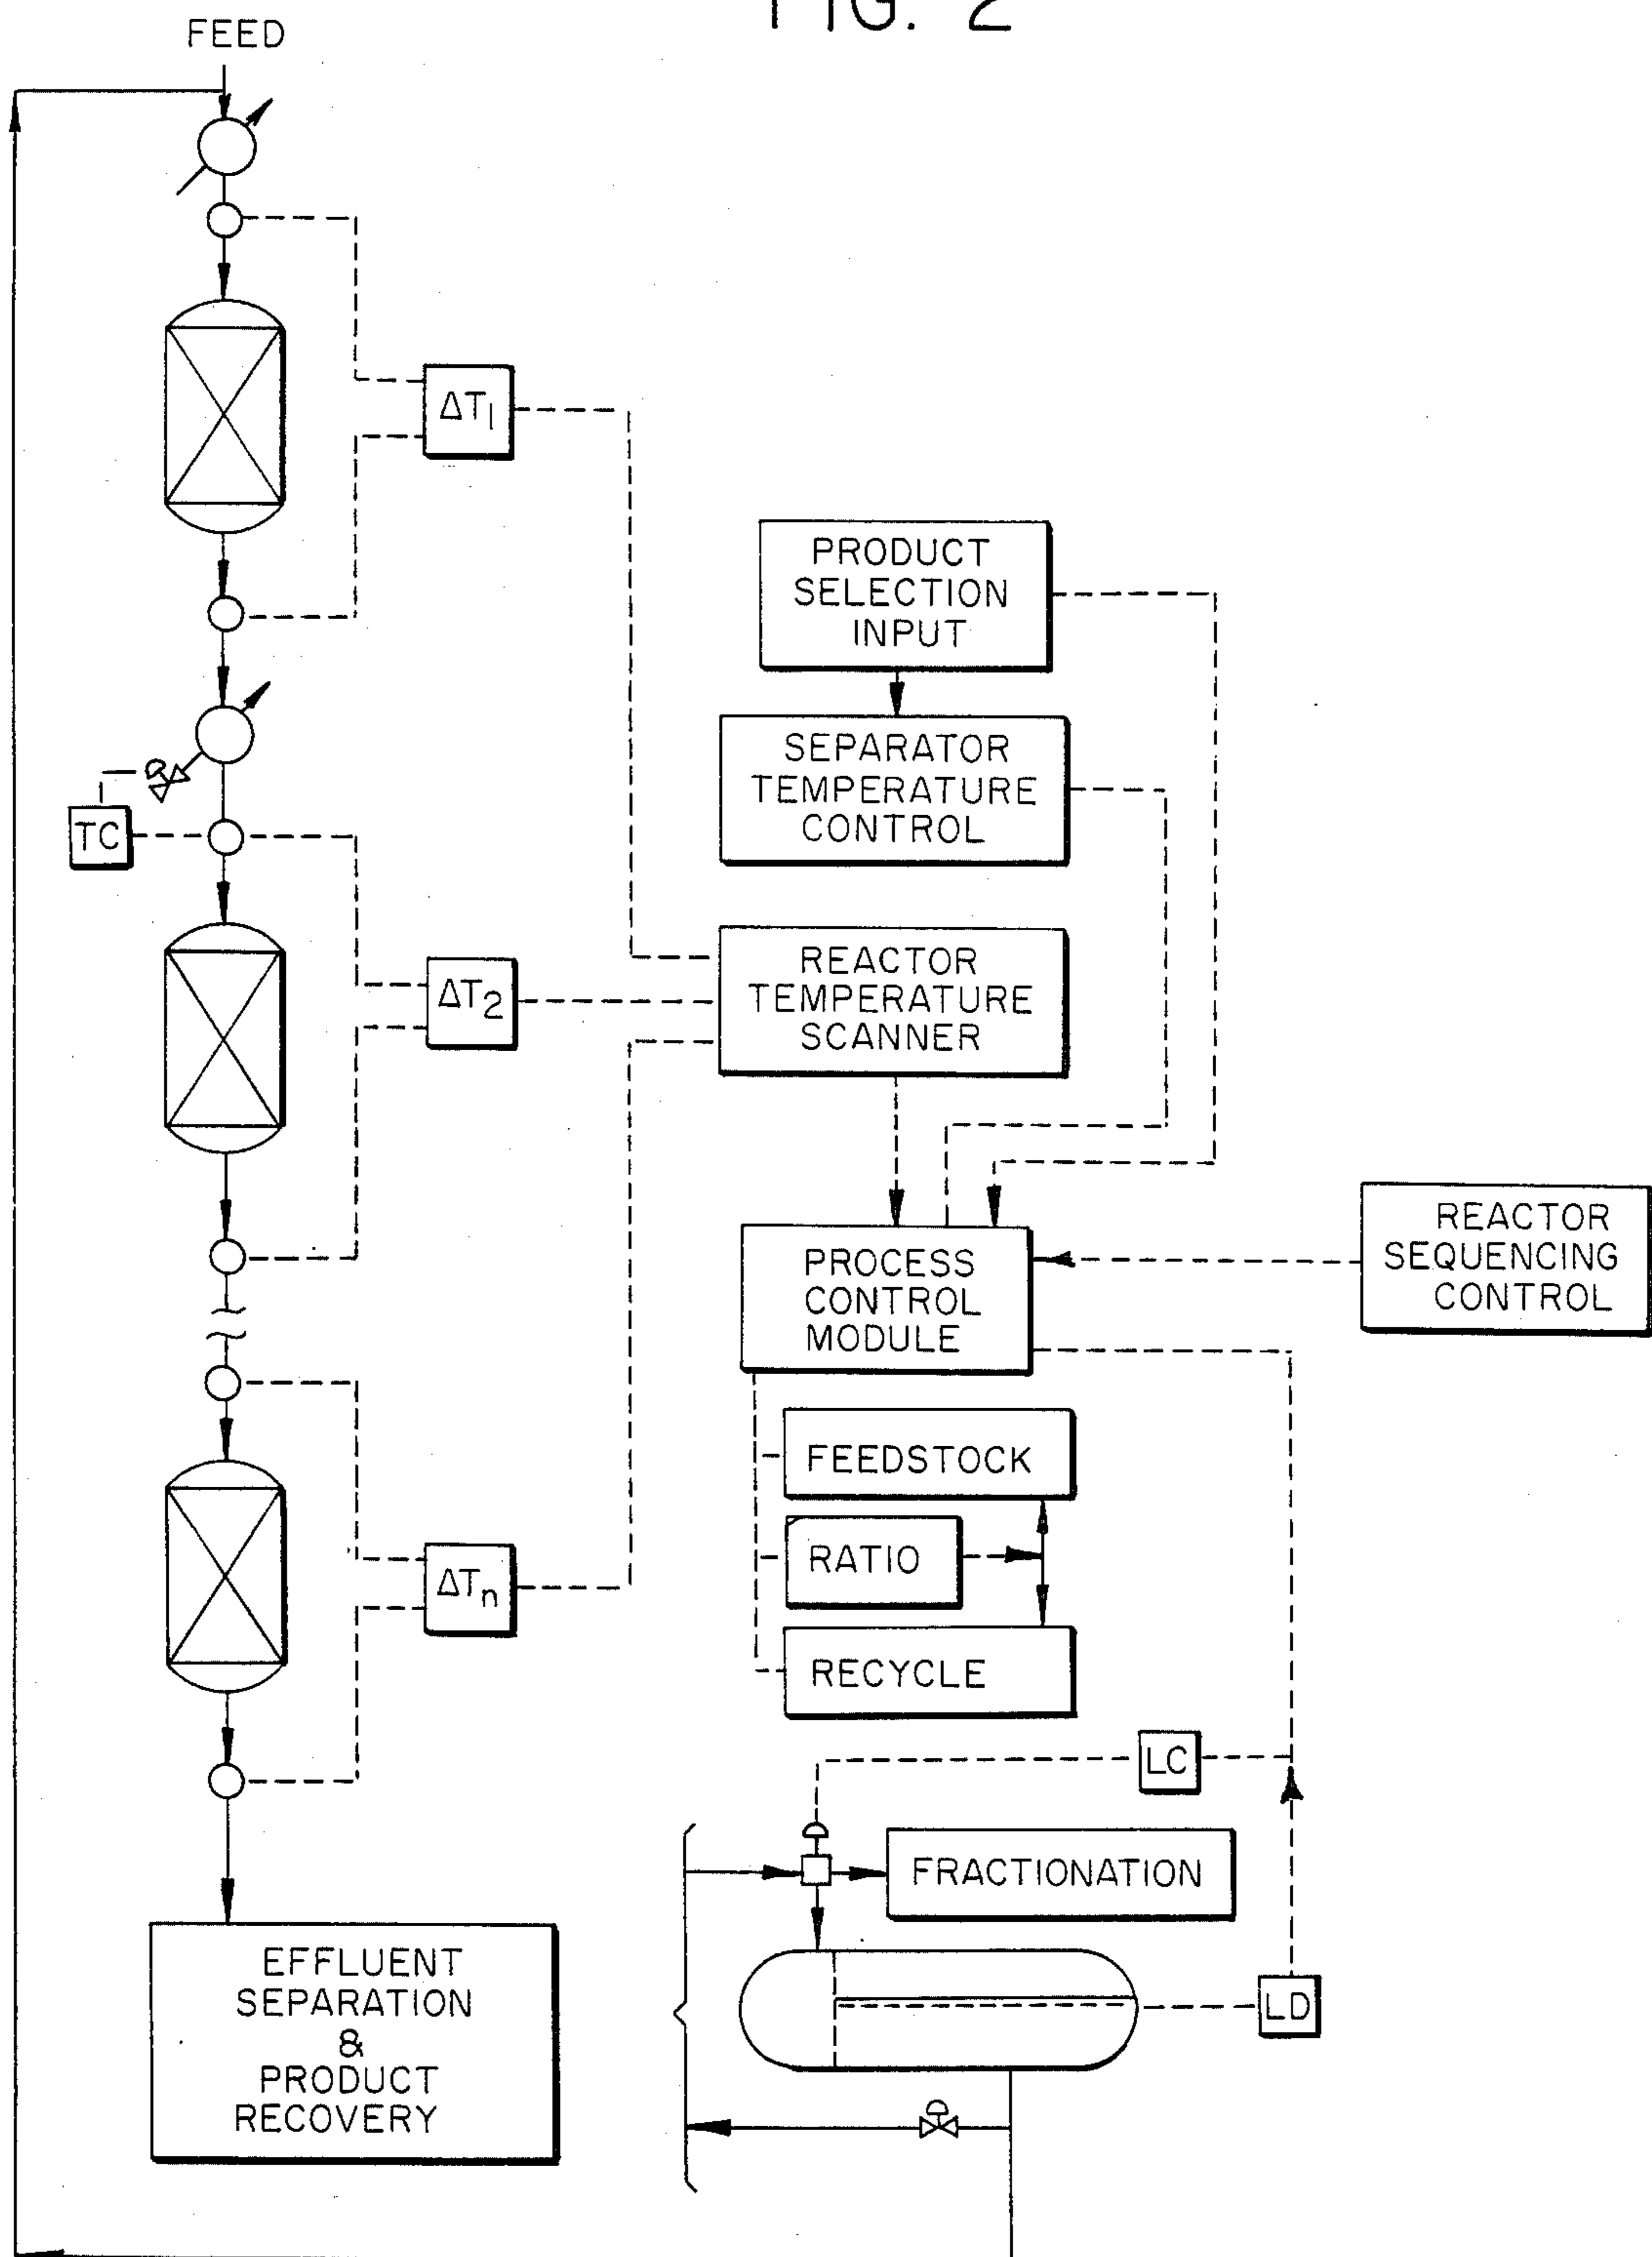 FIG. 2
FEED
ΔT1
PRODUCT
SELECTION
INPUT
SEPARATOR
TEMPERATURE
CONTROL
TC
ΔT2
REACTOR
TEMPERATURE
SCANNER
PROCESS
CONTROL
MODULE
REACTOR
SEQUENCING
CONTROL
FEEDSTOCK
RATIO
ΔTn
RECYCLE
LC
FRACTIONATION
EFFLUENT
SEPARATION
&
PRODUCT
RECOVERY
LD